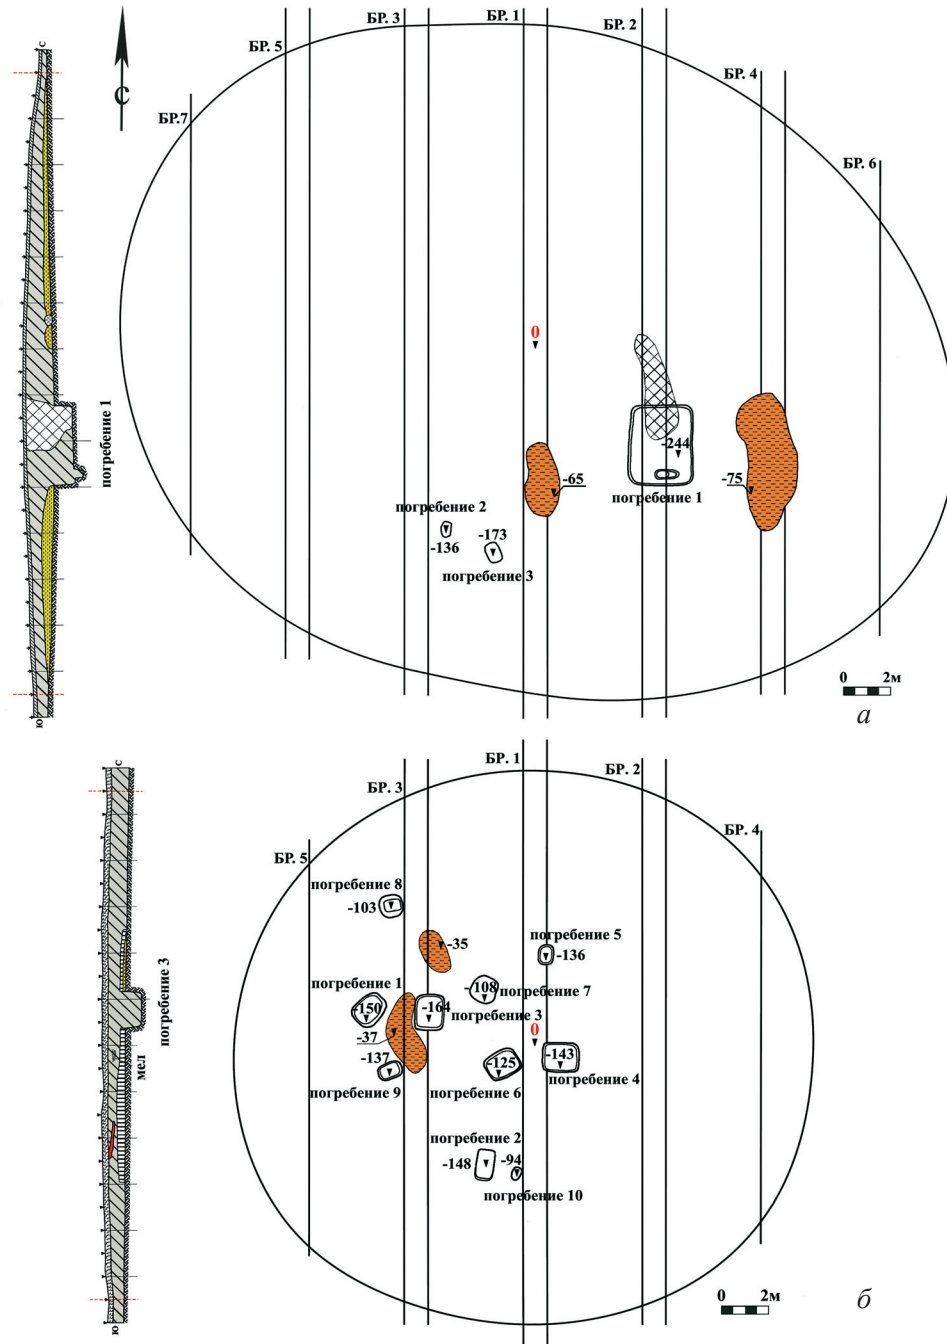 БР. 3
БР. 1
БР. 2
БР. 5
БР. 4
БР.7
БР. 6
С
с
0
погребение 1
-244
-65
погребение 1
-75
погребение 2
-136
-173
погребение 3
0 2м
ю
а
БР. 1
БР. 3
БР. 2
БР. 5
БР. 4
с
погребение 8
-103
-35
погребение 5
-136
погребение 1
-150
-108
погребение 7
-164
погребение 3
0
-37
-137
погребение 9
-125
погребение 6
-143
погребение 4
погребение 3
мел
погребение 2
-148
-94
погребение 10
0 2м
ю
б